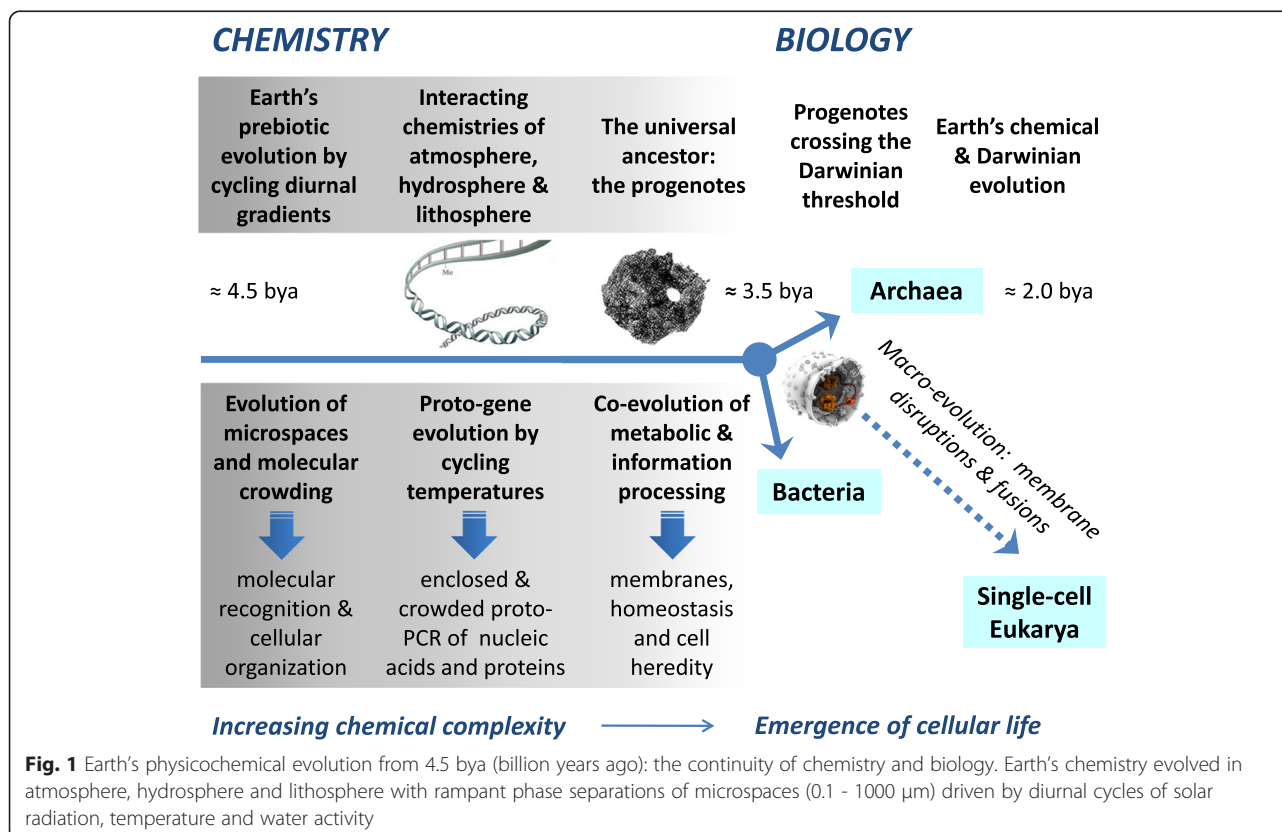 CHEMISTRY
BIOLOGY
Earth's
prebiotic
evolution by
cycling diurnal
gradients
Interacting
chemistries of
atmosphere,
hydrosphere &
lithosphere
The universal
ancestor:
the progenotes
Progenotes
crossing the
Darwinian
threshold
Earth's chemical
& Darwinian
evolution
Me
≈ 4.5 bya
≈ 3.5 bya
Archaea
≈ 2.0 bya
Macro-evolution: membrane
disruptions & fusions
Evolution of
microspaces
and molecular
crowding
Proto-gene
evolution by
cycling
temperatures
Co-evolution of
metabolic &
information
processing
Bacteria
molecular
recognition &
cellular
organization
enclosed &
crowded proto-
PCR of nucleic
acids and proteins
membranes,
homeostasis
and cell
heredity
Single-cell
Eukarya
Increasing chemical complexity
Emergence of cellular life
Fig. 1 Earth's physicochemical evolution from 4.5 bya (billion years ago): the continuity of chemistry and biology. Earth's chemistry evolved in
atmosphere, hydrosphere and lithosphere with rampant phase separations of microspaces (0.1 - 1000 μm) driven by diurnal cycles of solar
radiation, temperature and water activity